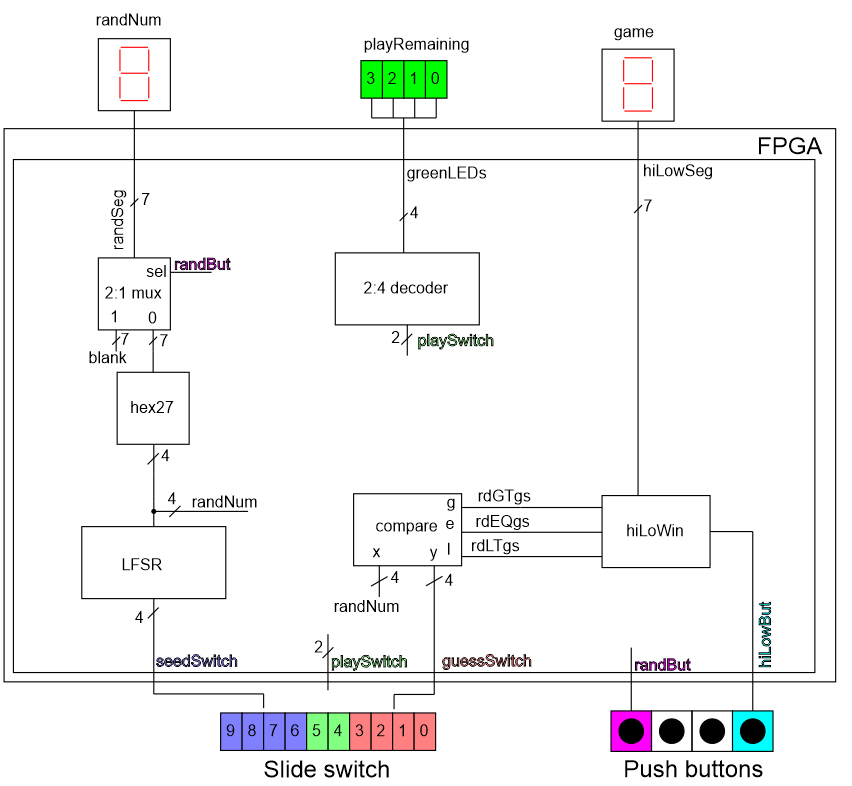 randNum
playRemaining
game
3 2 1 0
FPGA
greenLEDs
hiLowSeg
randSeg
7
4
7
sel
randBut
2:1 mux
1 0
2:4 decoder
7
7
2
playSwitch
blank
hex27
4
4
randNum
g
rdGTgs
compare
e
rdEQgs
hiLoWin
x
y
l
rdLTgs
LFSR
4
4
randNum
4
hiLowBut
2
seedSwitch
playSwitch
guessSwitch
randBut
9 8 7 6 5 4 3 2 1 0
Slide switch
Push buttons